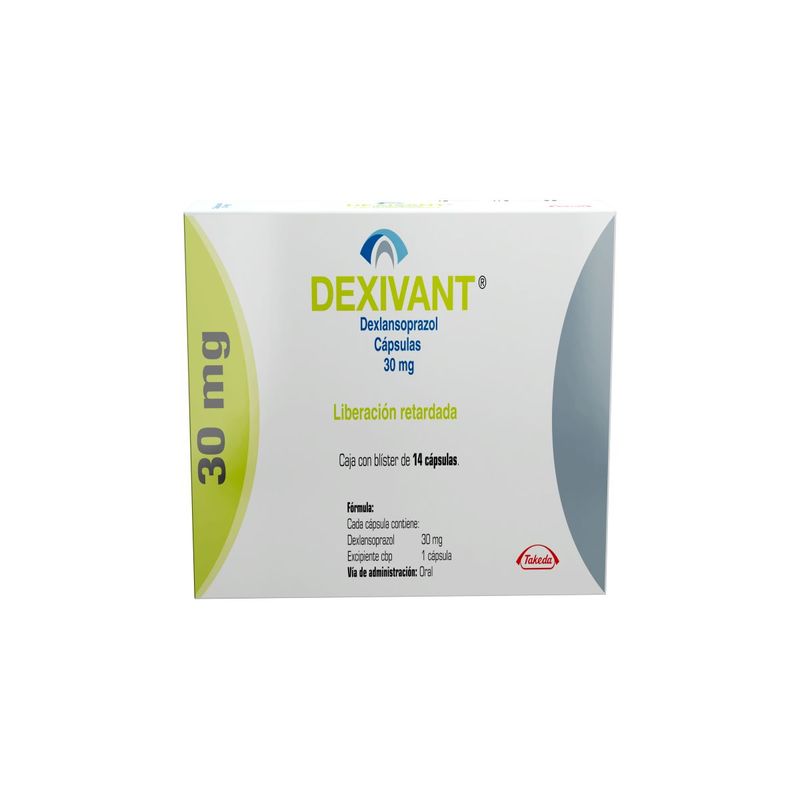 DEXIVANT
DEXIVANT®
Dexlansoprazol
Cápsulas
30 mg
30 mg
Liberación retardada
Caja con blíster de 14 cápsulas.
Fórmula:
Cada cápsula contiene:
Dexlansoprazol 30 mg
Excipiente cbp 1 cápsula
Vía de administración: Oral
Takeda